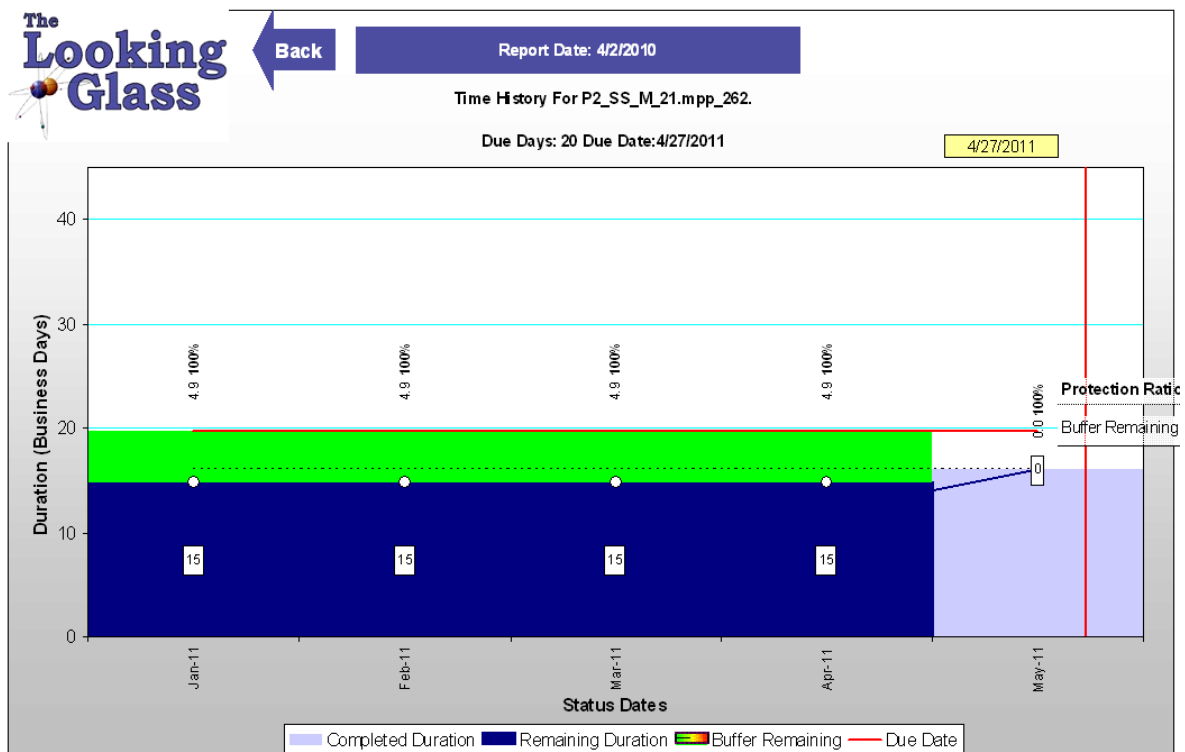 The
Looking
Glass
Back
Report Date: 4/2/2010
Time History For P2_SS_M_21.mpp_262.
Due Days: 20 Due Date:4/27/2011
4/27/2011
Duration (Business Days)
40
30
20
10
0
4.9 100%
4.9 100%
4.9 100%
4.9 100%
0.0 100%
Protection Ratio
Buffer Remaining
15
15
15
15
0
Jan-11
Feb-11
Mar-11
Apr-11
May-11
Status Dates
Completed Duration
Remaining Duration
Buffer Remaining
Due Date